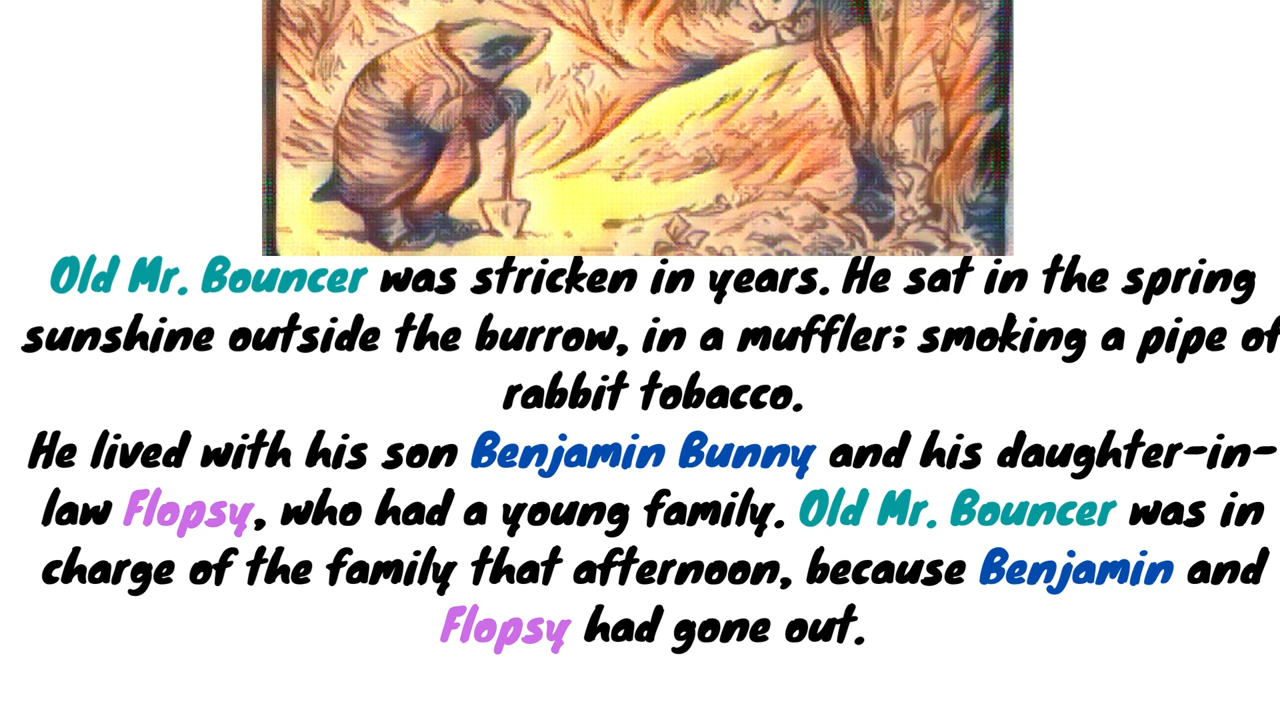 Old Mr. Bouncer was stricken in years. He sat in the spring
sunshine outside the burrow, in a muffler; smoking a pipe of
rabbit tobacco.
He lived with his son Benjamin Bunny and his daughter-in-
law Flopsy, who had a young family. Old Mr. Bouncer was in
charge of the family that afternoon, because Benjamin and
Flopsy had gone out.